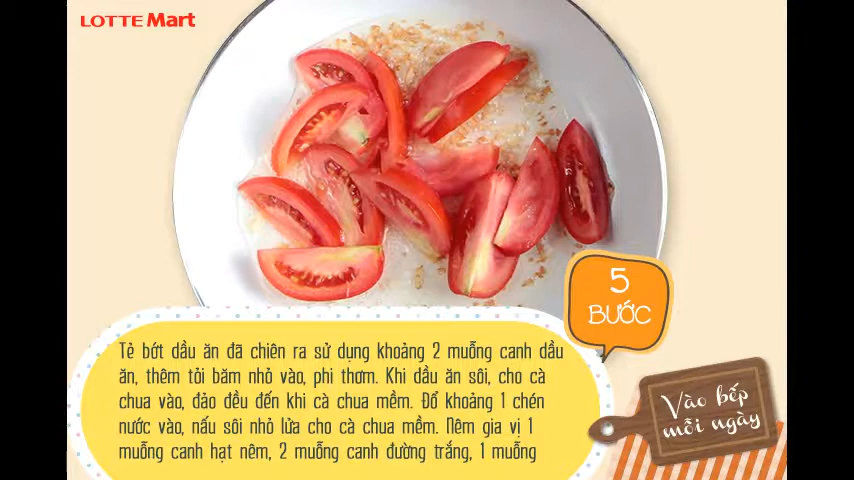 LOTTE Mart
5
BƯỚC
Tẻ bớt dầu ăn đã chiên ra sử dụng khoảng 2 muỗng canh dầu
ăn, thêm tỏi băm nhỏ vào, phi thơm. Khi dầu ăn sôi, cho cà
chua vào, đảo đều đến khi cà chua mềm. Đổ khoảng 1 chén
nước vào, nấu sôi nhỏ lửa cho cà chua mềm. Nêm gia vị 1
muỗng canh hạt nêm, 2 muỗng canh đường trắng, 1 muỗng
Vào bếp
mỗi ngày